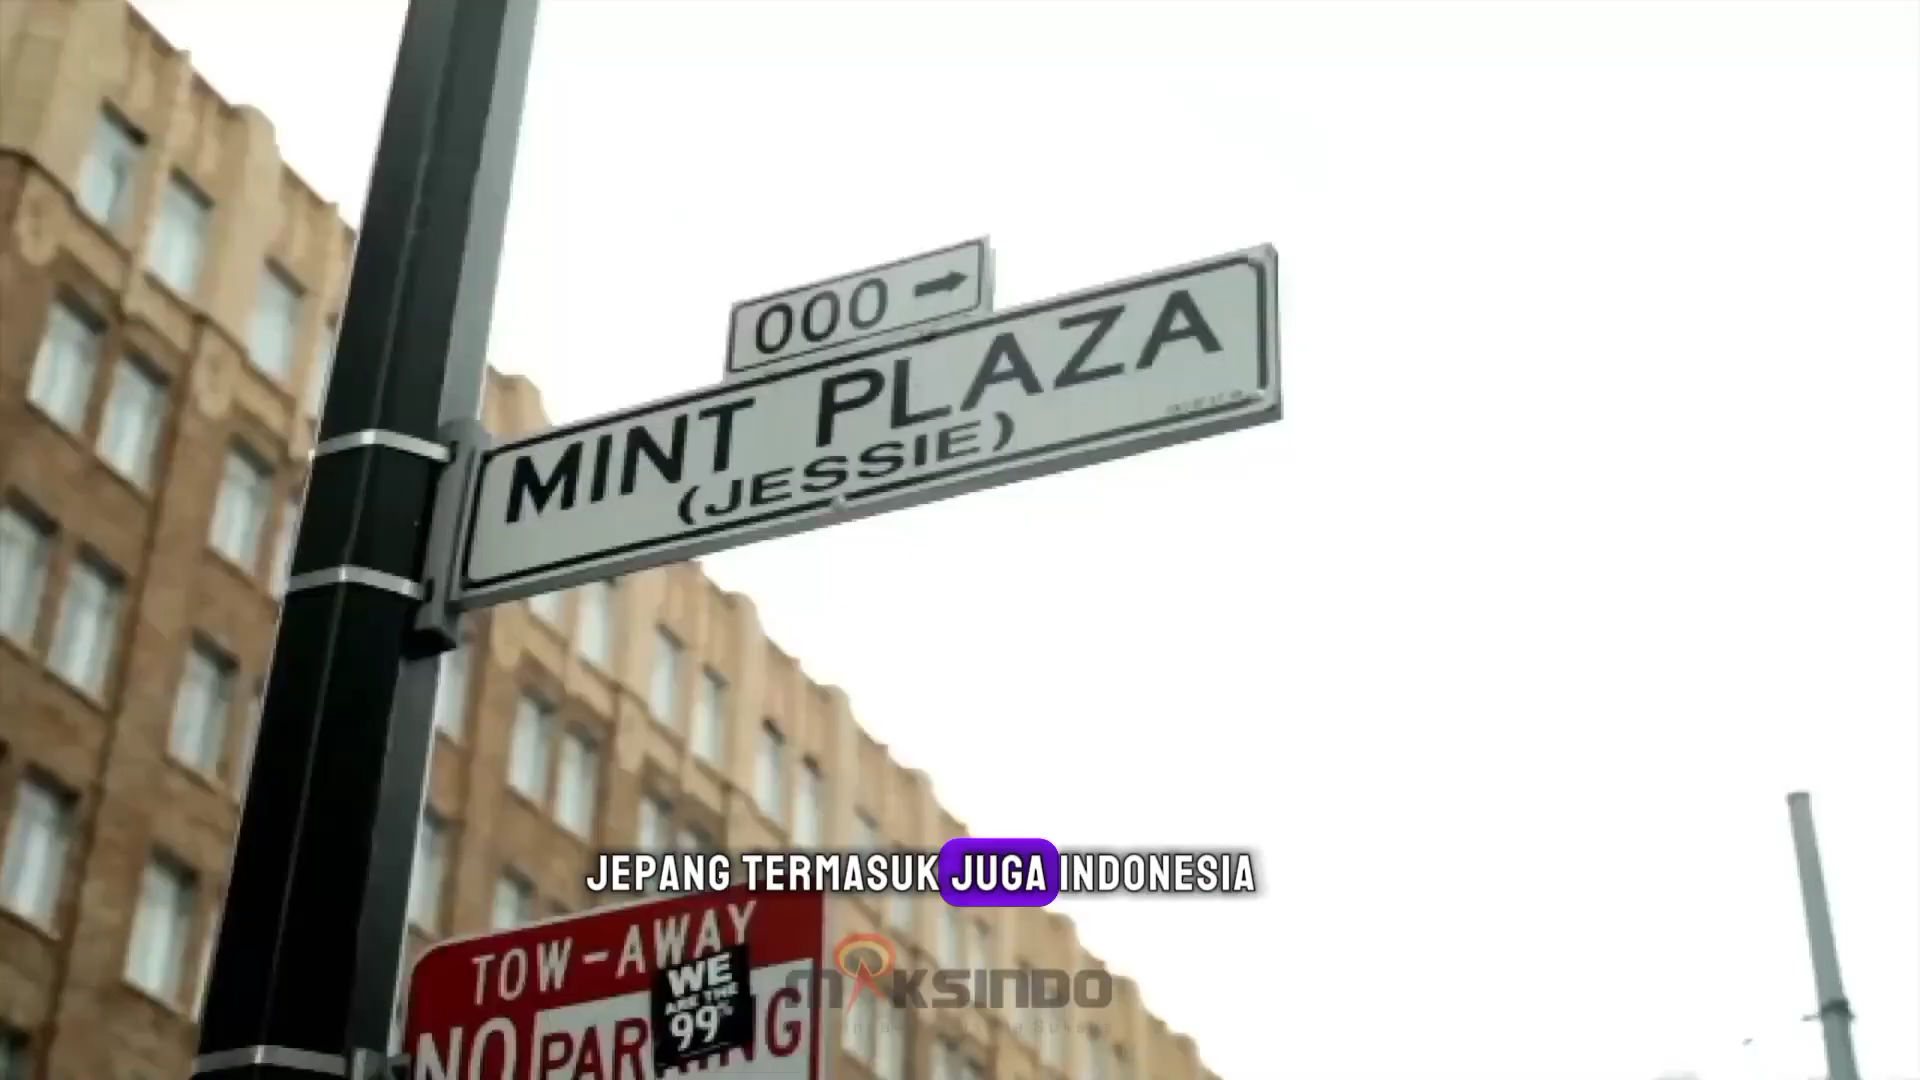 000 →
MINT PLAZA
(JESSIE)
JEPANG TERMASUK JUGA INDONESIA
TOW-AWAY
WE
ARE THE
99%
NO PARKING
MAKSINDO